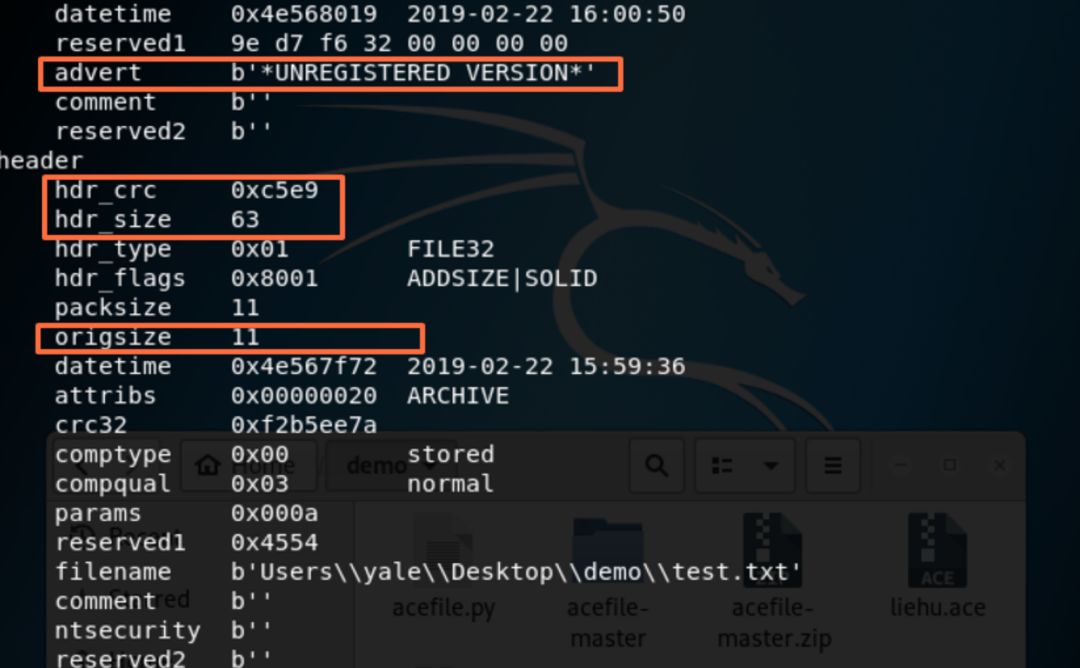 datetime 0x4e568019 2019-02-22 16:00:50
reserved1 9e d7 f6 32 00 00 00 00
advert b'*UNREGISTERED VERSION*'
comment b''
reserved2 b''
header
hdr_crc 0xc5e9
hdr_size 63
hdr_type 0x01 FILE32
hdr_flags 0x8001 ADDSIZE|SOLID
packsize 11
origsize 11
datetime 0x4e567f72 2019-02-22 15:59:36
attribs 0x00000020 ARCHIVE
crc32 0xf2b5ee7a
comptype 0x00 stored
Home demo
compqual 0x03 normal
params 0x000a
reserved1 0x4554
filename b'Users\\yale\\Desktop\\demo\\test.txt'
ACE
comment b''
acefile.py acefile-master acefile-master.zip liehu.ace
ntsecurity b''
reserved2 b''